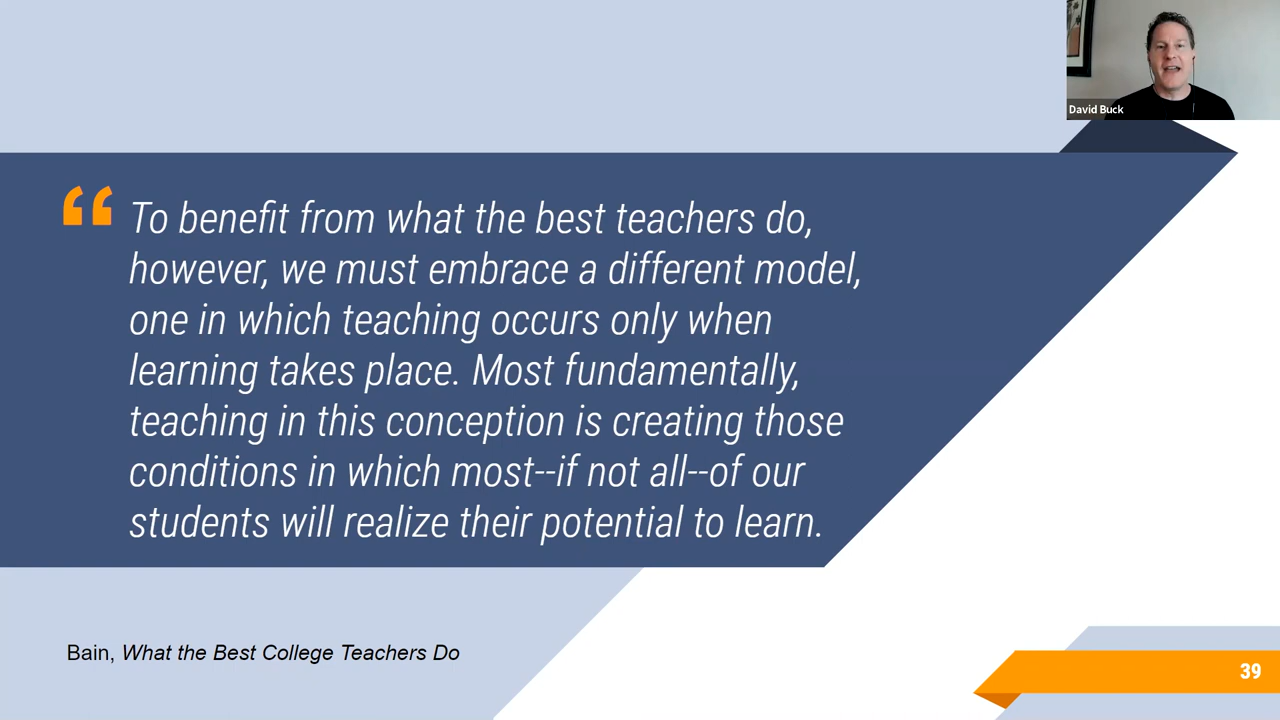 David Buck
“To benefit from what the best teachers do,
however, we must embrace a different model,
one in which teaching occurs only when
learning takes place. Most fundamentally,
teaching in this conception is creating those
conditions in which most--if not all--of our
students will realize their potential to learn.
Bain, What the Best College Teachers Do
39